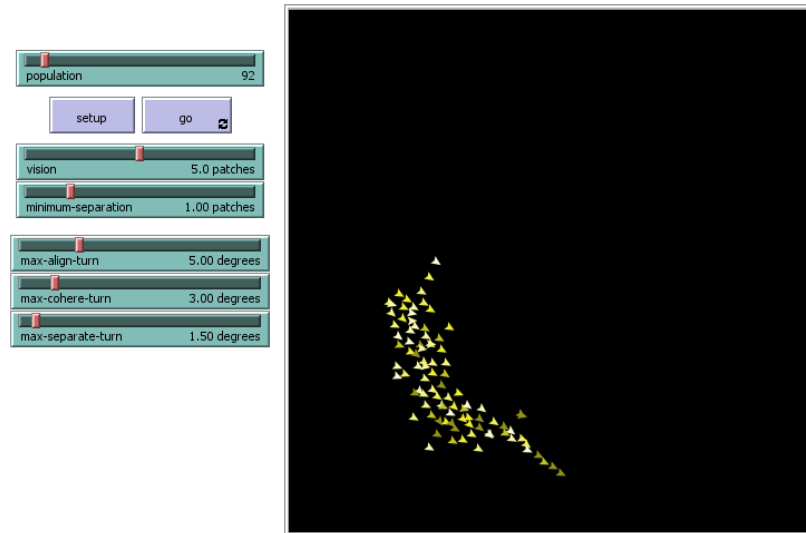 population 92
setup go
vision 5.0 patches
minimum-separation 1.00 patches
max-align-turn 5.00 degrees
max-cohere-turn 3.00 degrees
max-separate-turn 1.50 degrees